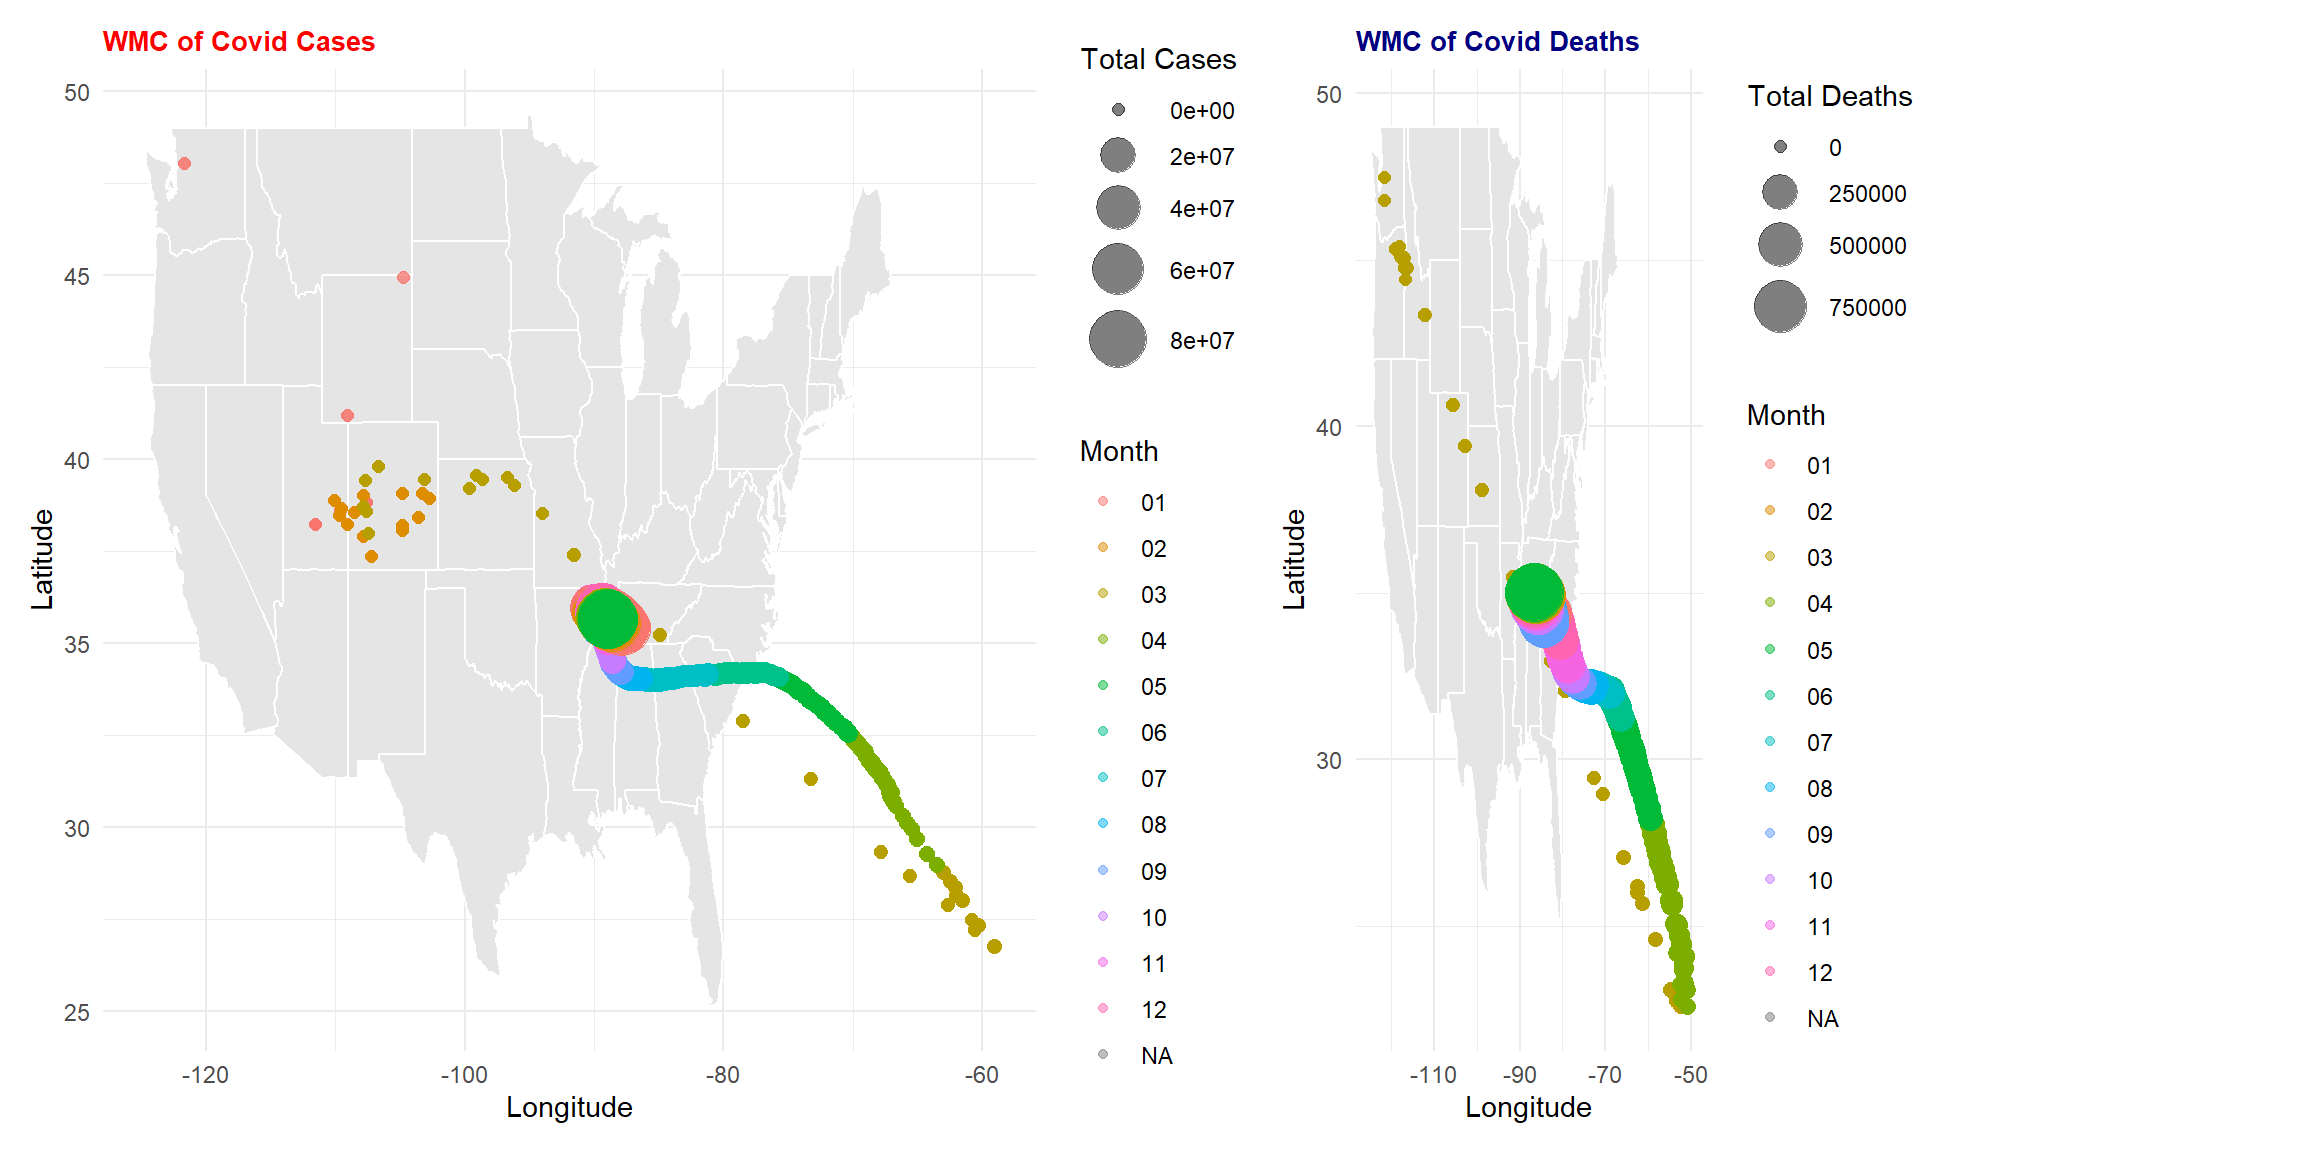 WMC of Covid Cases
50
45
40
35
30
25
Latitude
-120
-100
-80
-60
Longitude
Total Cases
0e+00
2e+07
4e+07
6e+07
8e+07
Month
01
02
03
04
05
06
07
08
09
10
11
12
NA
WMC of Covid Deaths
50
40
30
Latitude
-110
-90
-70
-50
Longitude
Total Deaths
0
250000
500000
750000
Month
01
02
03
04
05
06
07
08
09
10
11
12
NA